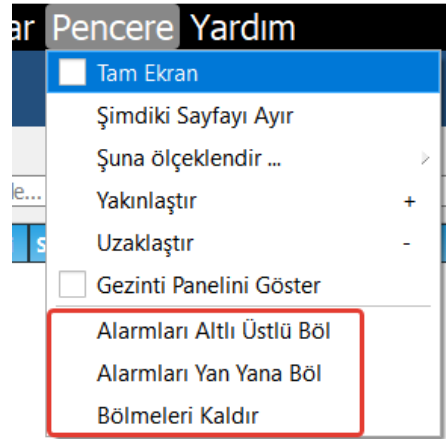 ar Pencere Yardım
Tam Ekran
Şimdiki Sayfayı Ayır
Şuna ölçeklendir ...
le...
Yakınlaştır +
Uzaklaştır -
s
Gezinti Panelini Göster
Alarmları Altlı Üstlü Böl
Alarmları Yan Yana Böl
Bölmeleri Kaldır